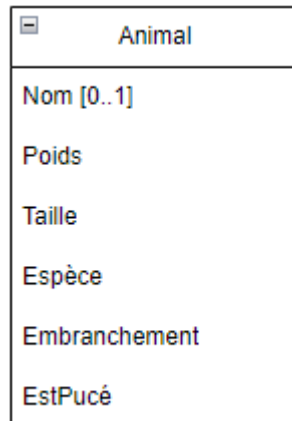 Animal
Nom [0..1]
Poids
Taille
Espèce
Embranchement
EstPucé